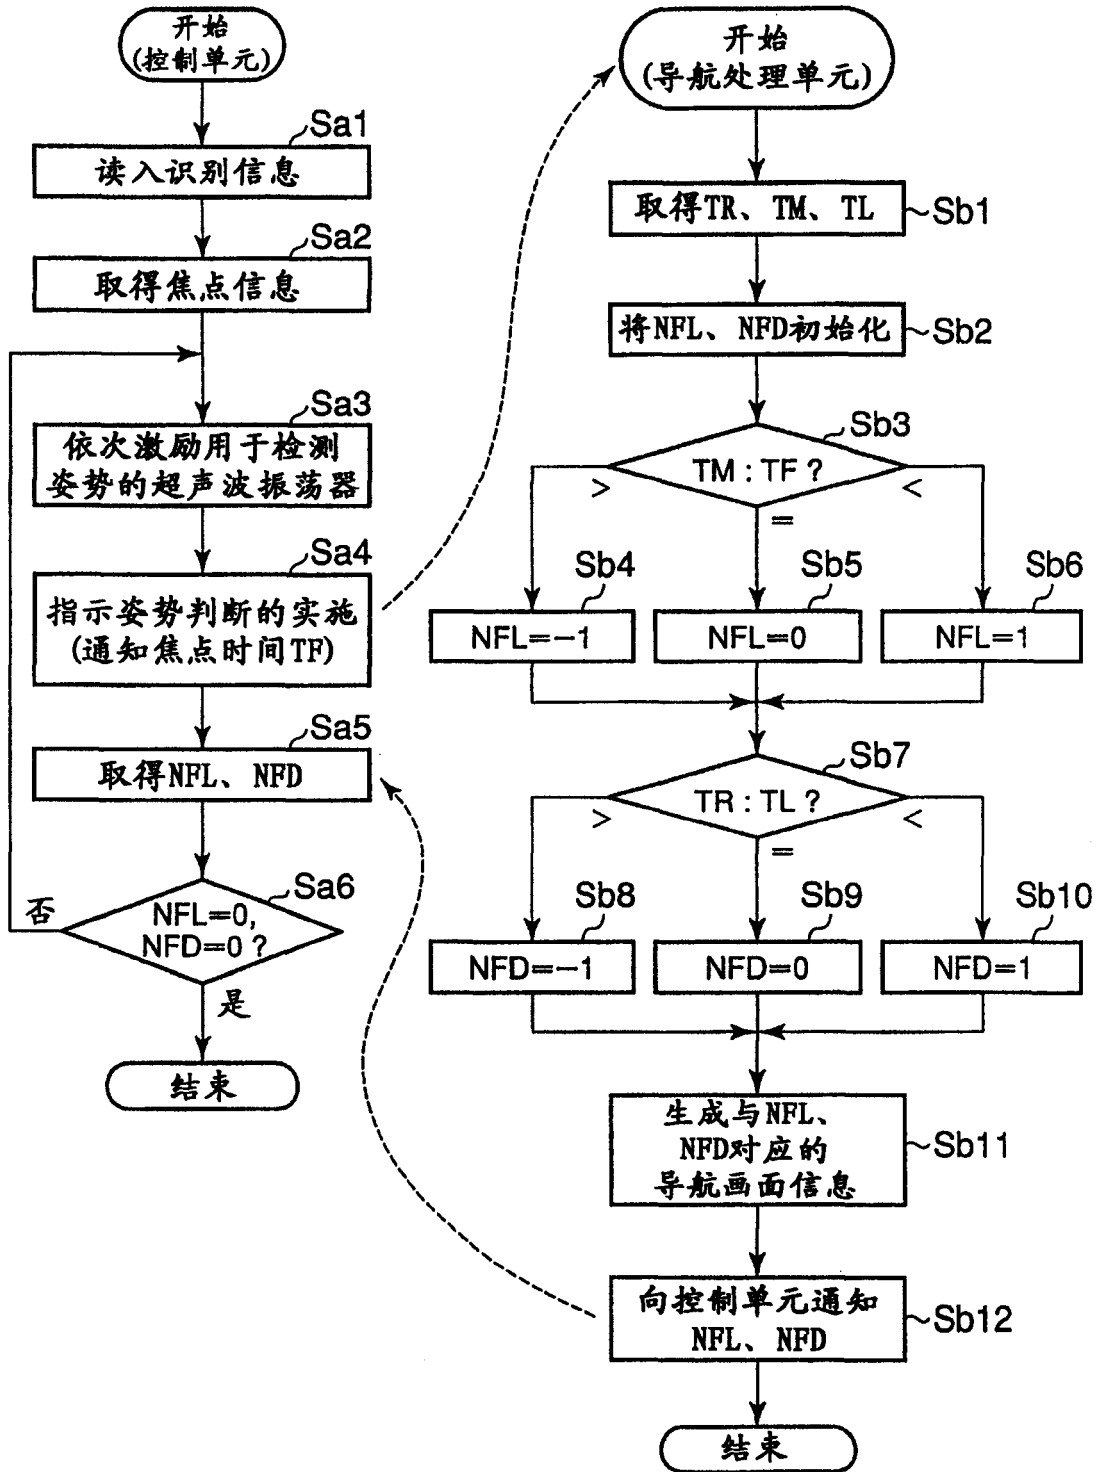 开始
(控制单元)
Sa1
读入识别信息
Sa2
取得焦点信息
Sa3
依次激励用于检测
姿势的超声波振荡器
Sa4
指示姿势判断的实施
(通知焦点时间TF)
Sa5
取得NFL、NFD
Sa6
NFL=0,
NFD=0 ?
否
是
结束
开始
(导航处理单元)
取得TR、TM、TL
Sb1
将NFL、NFD初始化
Sb2
Sb3
TM : TF ?
>
=
<
Sb4
NFL=-1
Sb5
NFL=0
Sb6
NFL=1
Sb7
TR : TL ?
>
=
<
Sb8
NFD=-1
Sb9
NFD=0
Sb10
NFD=1
生成与NFL、
NFD对应的
导航画面信息
Sb11
向控制单元通知
NFL、NFD
Sb12
结束